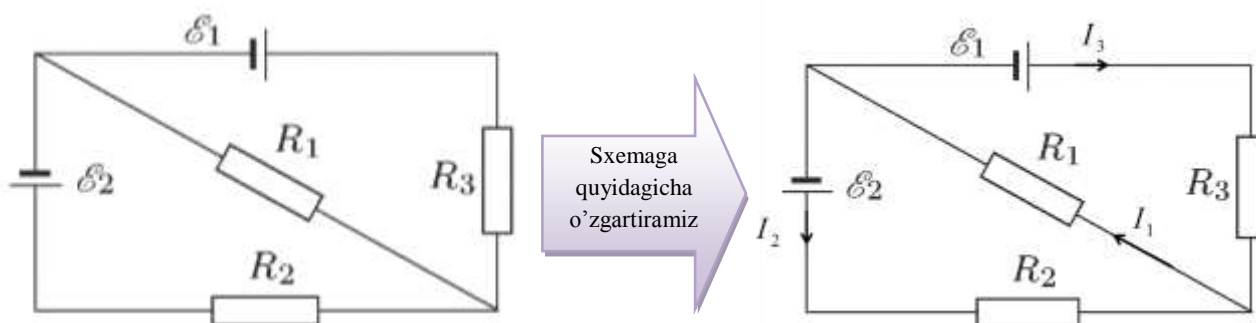 ℰ1
R1
ℰ2
R3
R2
Sxemaga
quyidagicha
o’zgartiramiz
ℰ1
I3
R1
ℰ2
R3
I2
I1
R2